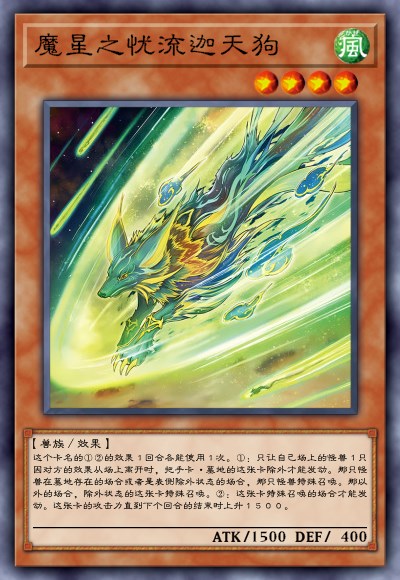 魔星之忧流迦天狗
風
【兽族/效果】
这个卡名的①②的效果1回合各能使用1次。①：只让自己场上的怪兽1只
因对方的效果从场上离开时，把手卡·墓地的这张卡除外才能发动。那只怪
兽在墓地存在的场合或者是表侧除外状态的场合，那只怪兽特殊召唤。那以
外的场合，除外状态的这张卡特殊召唤。②：这张卡特殊召唤的场合才能发
动。这张卡的攻击力直到下个回合的结束时上升1500。
ATK/1500 DEF/ 400